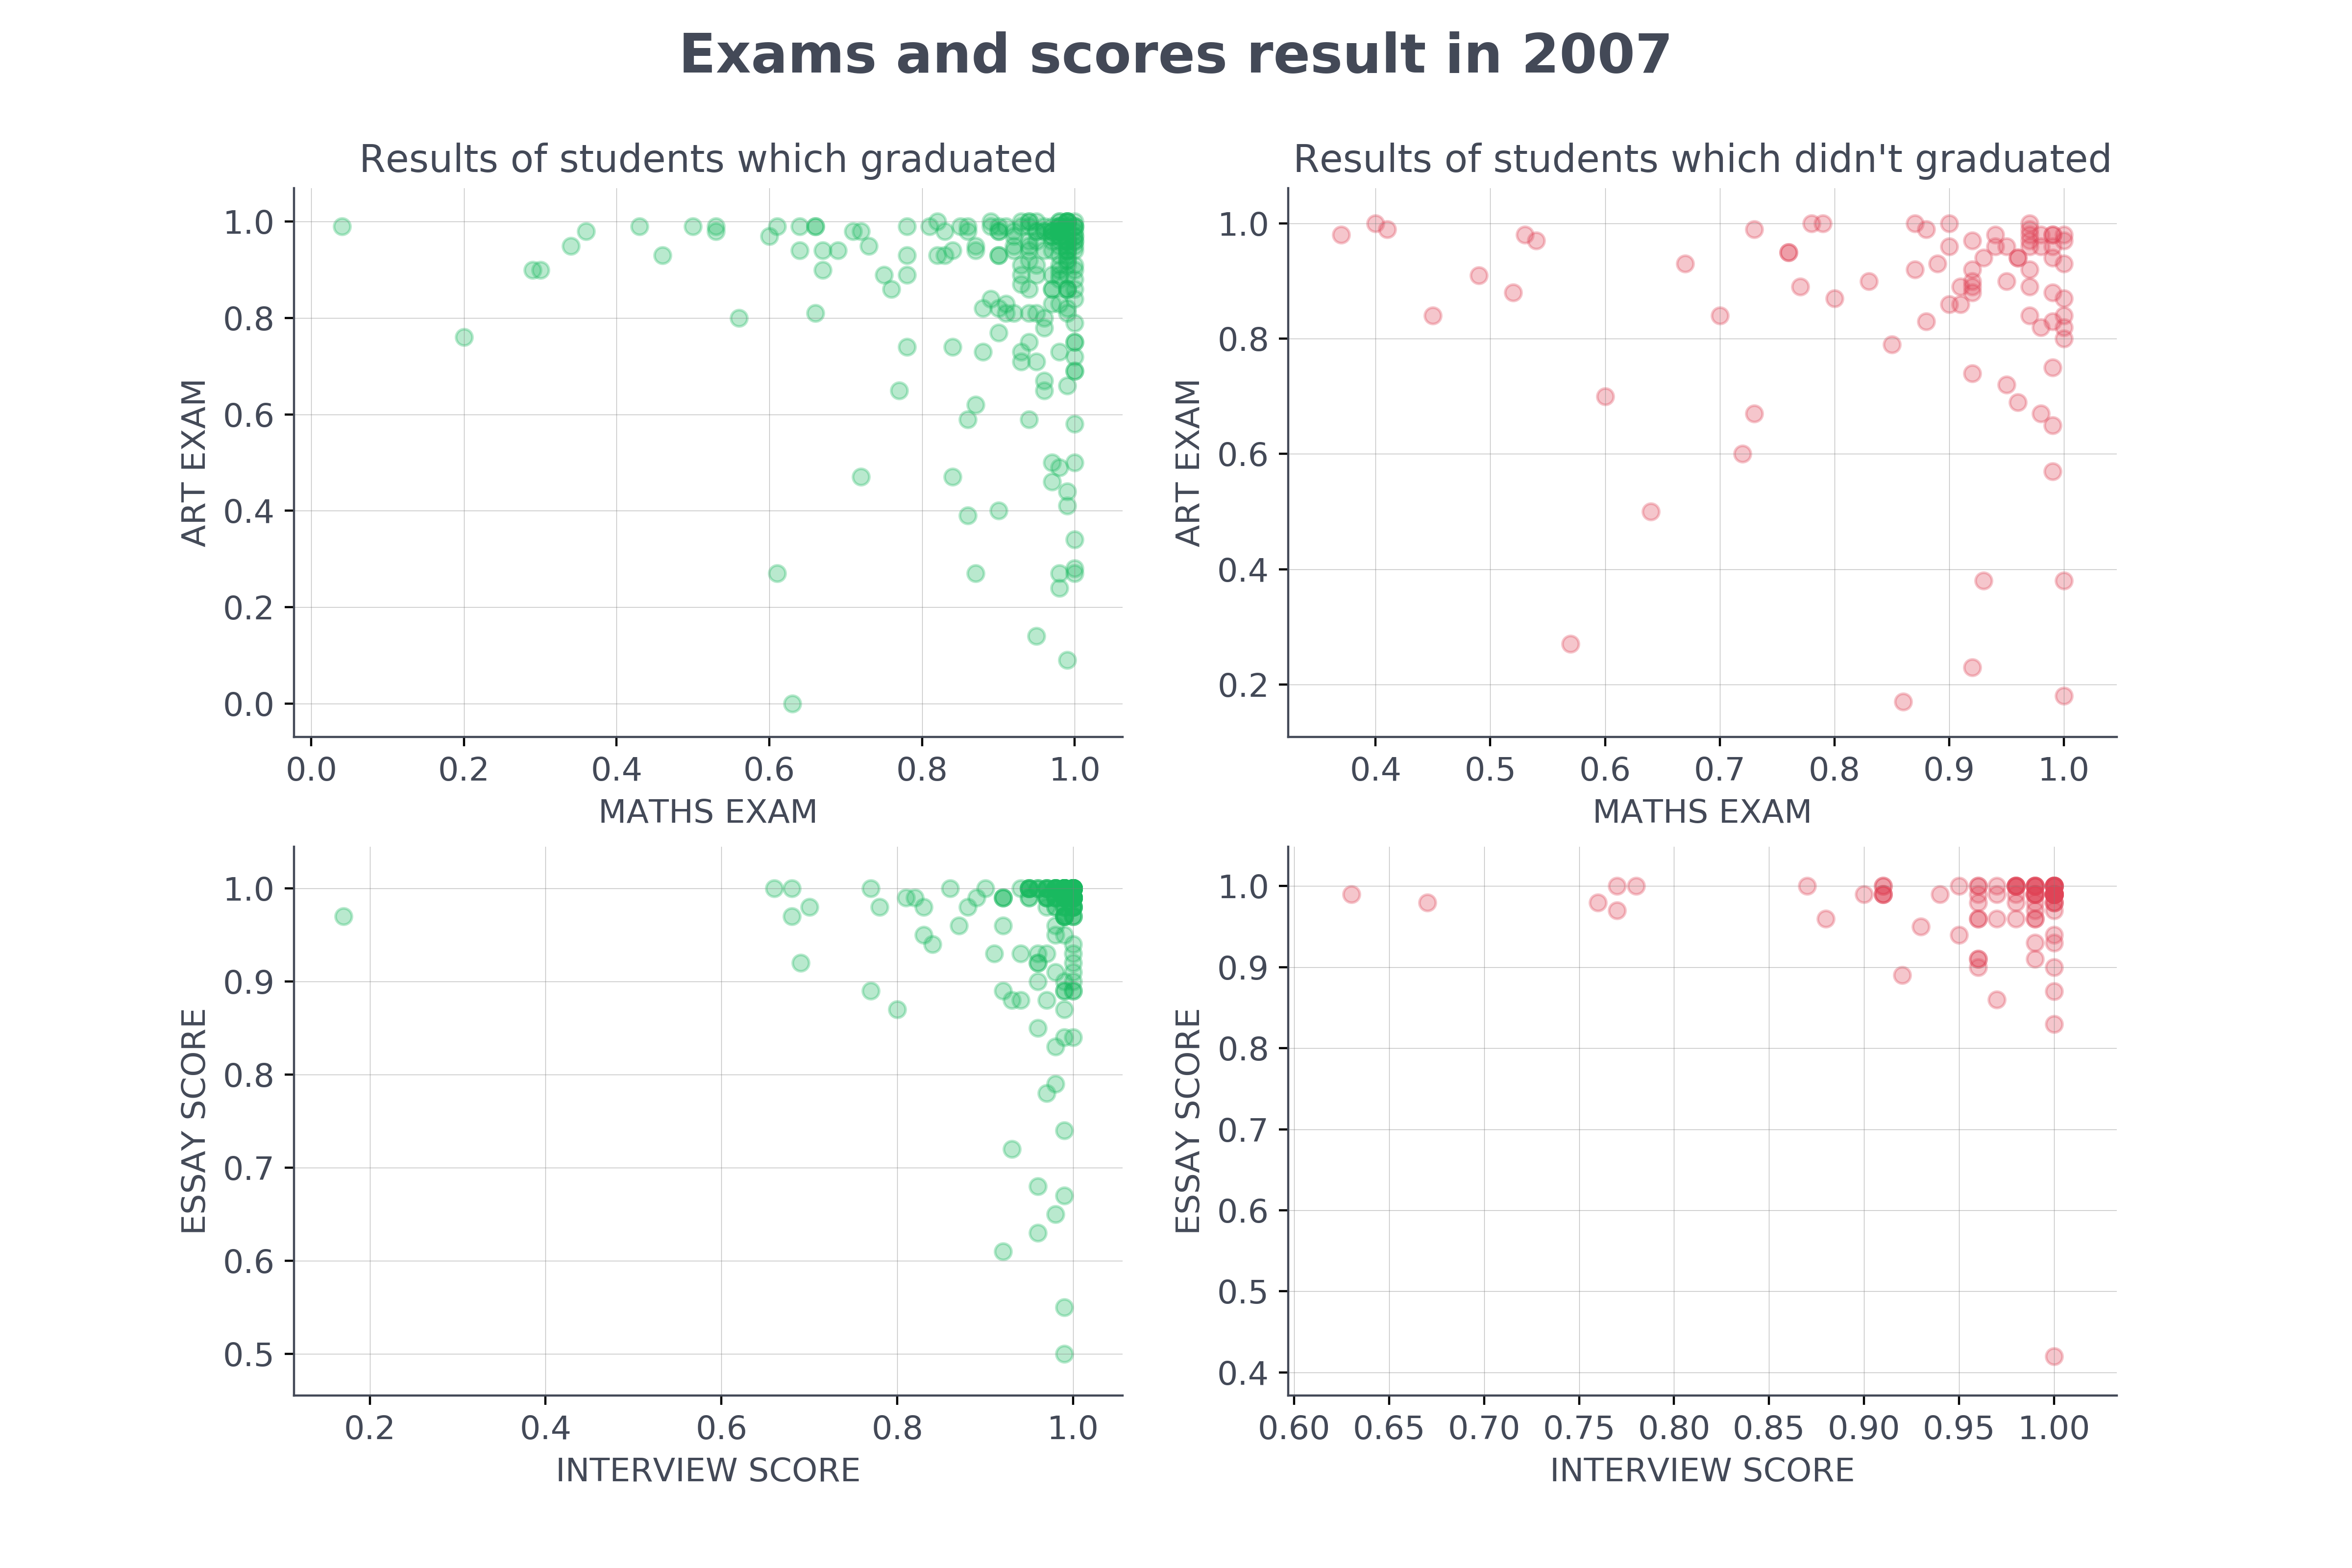 Exams and scores result in 2007
Results of students which graduated
ART EXAM
1.0
0.8
0.6
0.4
0.2
0.0
0.0 0.2 0.4 0.6 0.8 1.0
MATHS EXAM
Results of students which didn't graduated
ART EXAM
1.0
0.8
0.6
0.4
0.2
0.4 0.5 0.6 0.7 0.8 0.9 1.0
MATHS EXAM
ESSAY SCORE
1.0
0.9
0.8
0.7
0.6
0.5
0.2 0.4 0.6 0.8 1.0
INTERVIEW SCORE
ESSAY SCORE
1.0
0.9
0.8
0.7
0.6
0.5
0.4
0.60 0.65 0.70 0.75 0.80 0.85 0.90 0.95 1.00
INTERVIEW SCORE